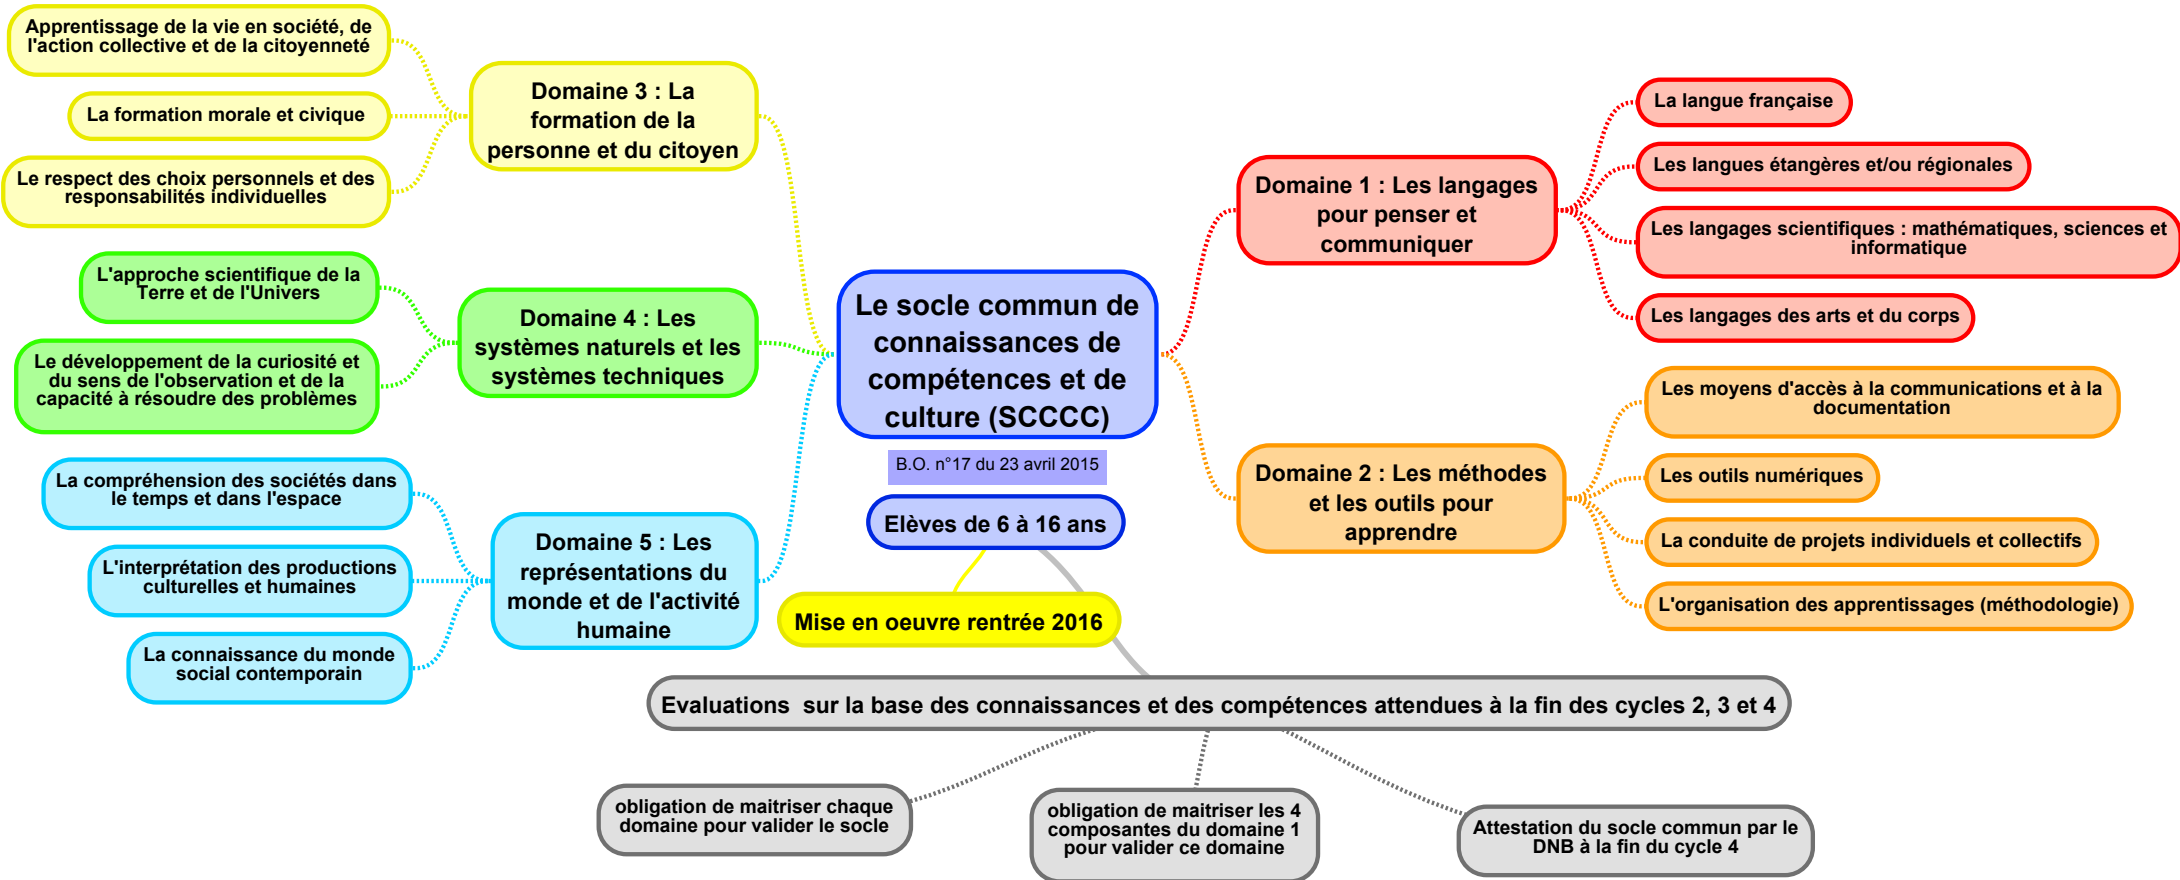 Apprentissage de la vie en société, de
l'action collective et de la citoyenneté
La formation morale et civique
Le respect des choix personnels et des
responsabilités individuelles
Domaine 3 : La
formation de la
personne et du citoyen
L'approche scientifique de la
Terre et de l'Univers
Le développement de la curiosité et
du sens de l'observation et de la
capacité à résoudre des problèmes
Domaine 4 : Les
systèmes naturels et les
systèmes techniques
La compréhension des sociétés dans
le temps et dans l'espace
L'interprétation des productions
culturelles et humaines
La connaissance du monde
social contemporain
Domaine 5 : Les
représentations du
monde et de l'activité
humaine
Le socle commun de
connaissances de
compétences et de
culture (SCCCC)
B.O. n°17 du 23 avril 2015
Elèves de 6 à 16 ans
Mise en oeuvre rentrée 2016
Domaine 1 : Les langages
pour penser et
communiquer
La langue française
Les langues étangères et/ou régionales
Les langages scientifiques : mathématiques, sciences et
informatique
Les langages des arts et du corps
Domaine 2 : Les méthodes
et les outils pour
apprendre
Les moyens d'accès à la communications et à la
documentation
Les outils numériques
La conduite de projets individuels et collectifs
L'organisation des apprentissages (méthodologie)
Evaluations  sur la base des connaissances et des compétences attendues à la fin des cycles 2, 3 et 4
obligation de maitriser chaque
domaine pour valider le socle
obligation de maitriser les 4
composantes du domaine 1
pour valider ce domaine
Attestation du socle commun par le
DNB à la fin du cycle 4